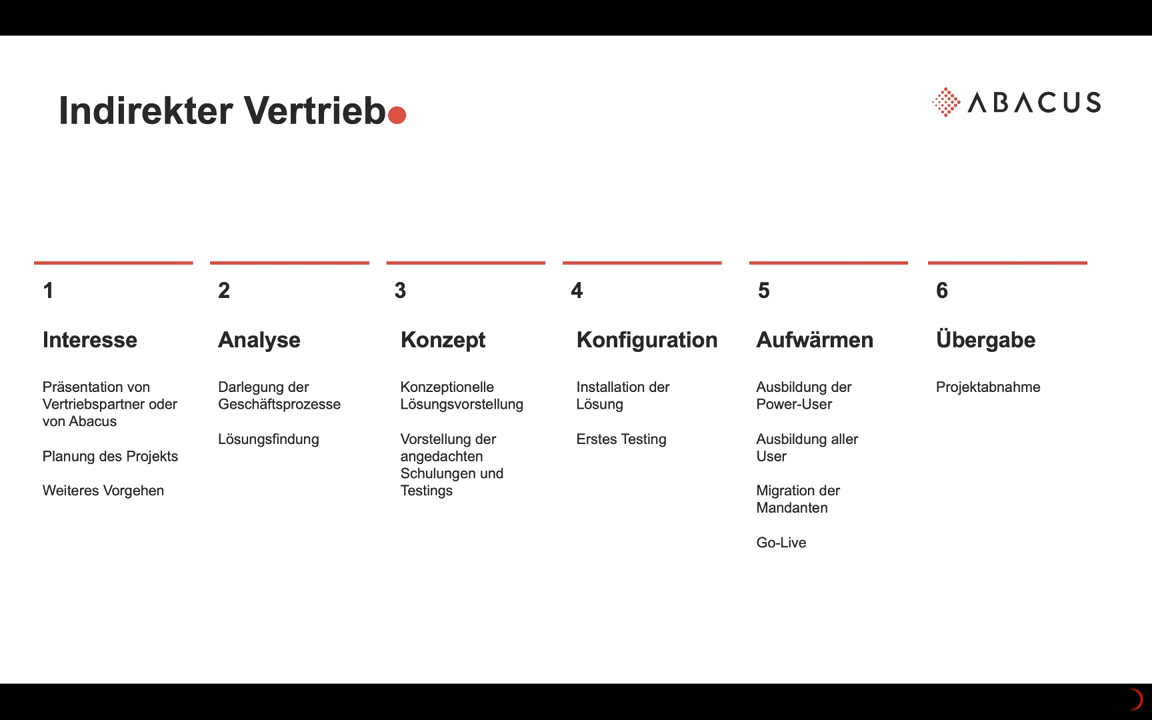 Indirekter Vertrieb
ABACUS
1
Interesse
Präsentation von
Vertriebspartner oder
von Abacus
Planung des Projekts
Weiteres Vorgehen
2
Analyse
Darlegung der
Geschäftsprozesse
Lösungsfindung
3
Konzept
Konzeptionelle
Lösungsvorstellung
Vorstellung der
angedachten
Schulungen und
Testings
4
Konfiguration
Installation der
Lösung
Erstes Testing
5
Aufwärmen
Ausbildung der
Power-User
Ausbildung aller
User
Migration der
Mandanten
Go-Live
6
Übergabe
Projektabnahme